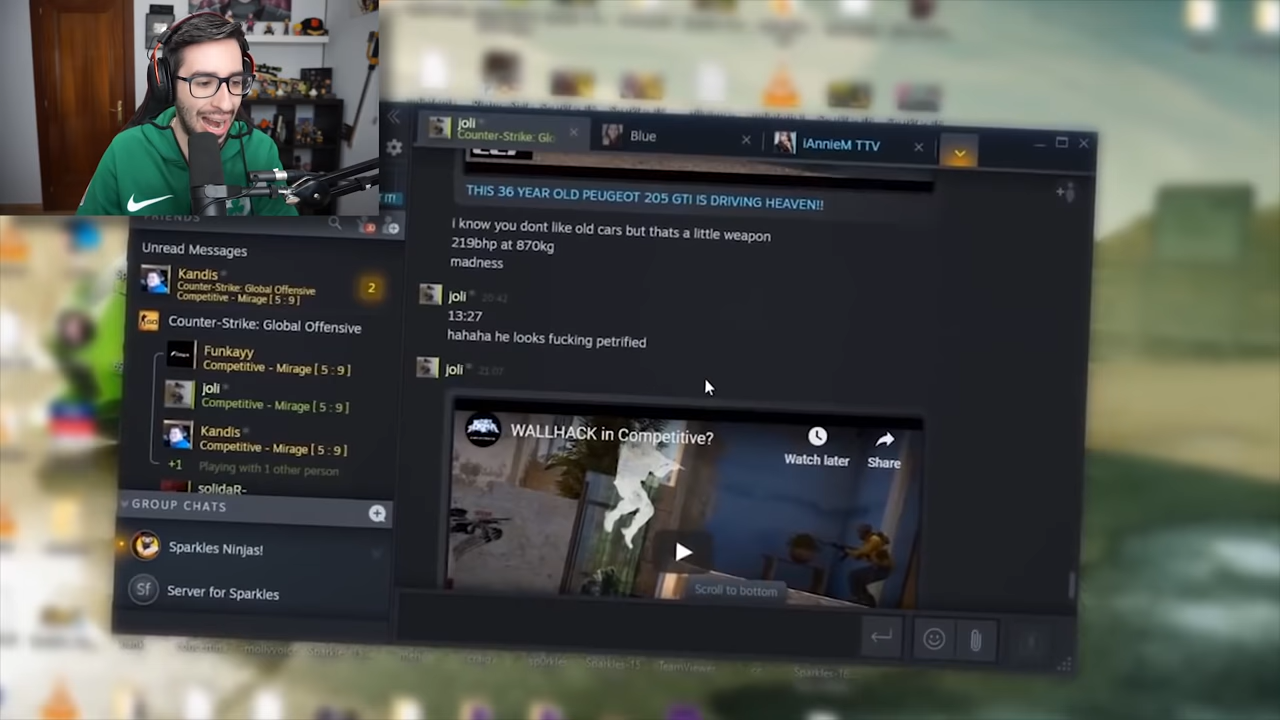 joli
Counter-Strike: Glo
Blue
iAnnieM TTV
THIS 36 YEAR OLD PEUGEOT 205 GTI IS DRIVING HEAVEN!!
i know you dont like old cars but thats a little weapon
219bhp at 870kg
madness
joli 20:42
13:27
hahaha he looks fucking petrified
joli 21:07
WALLHACK in Competitive?
Watch later
Share
Scroll to bottom
FRIENDS
Unread Messages
Kandis
Counter-Strike: Global Offensive
Competitive - Mirage [ 5 : 9 ]
2
Counter-Strike: Global Offensive
Funkayy
Competitive - Mirage [ 5 : 9 ]
joli
Competitive - Mirage [ 5 : 9 ]
Kandis
Competitive - Mirage [ 5 : 9 ]
+1 Playing with 1 other person
solidaR-
GROUP CHATS
Sparkles Ninjas!
Sf
Server for Sparkles
TeamViewer